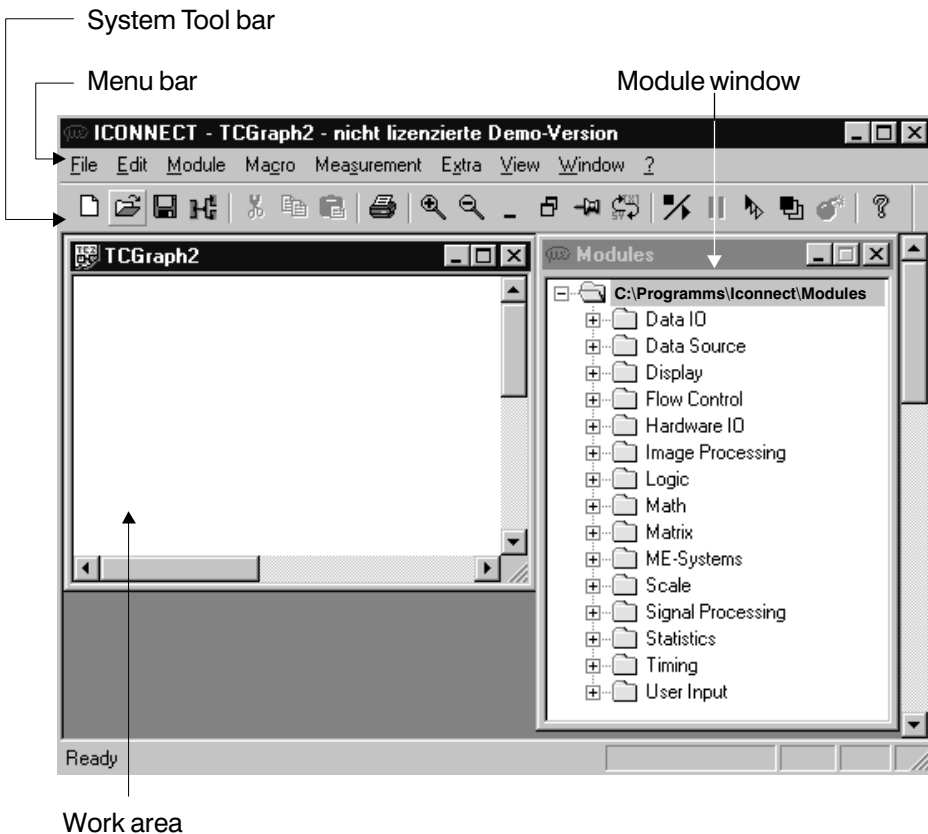 System Tool bar
Menu bar
Module window
ICONNECT - TCGraph2 - nicht lizenzierte Demo-Version
File Edit Module Macro Measurement Extra View Window ?
TCGraph2
Modules
C:\Programms\Iconnect\Modules
Data IO
Data Source
Display
Flow Control
Hardware IO
Image Processing
Logic
Math
Matrix
ME-Systems
Scale
Signal Processing
Statistics
Timing
User Input
Ready
Work area